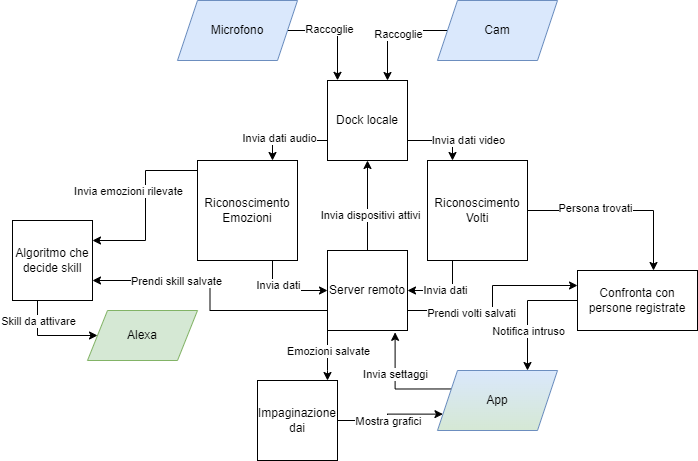 Microfono
Raccoglie
Raccoglie
Cam
Dock locale
Invia dati audio
Invia dati video
Riconoscimento
Emozioni
Riconoscimento
Volti
Invia emozioni rilevate
Invia dispositivi attivi
Persona trovati
Algoritmo che
decide skill
Prendi skill salvate
Invia dati
Server remoto
Invia dati
Prendi volti salvati
Confronta con
persone registrate
Skill da attivare
Alexa
Notifica intruso
Emozioni salvate
Invia settaggi
Impaginazione
dai
Mostra grafici
App